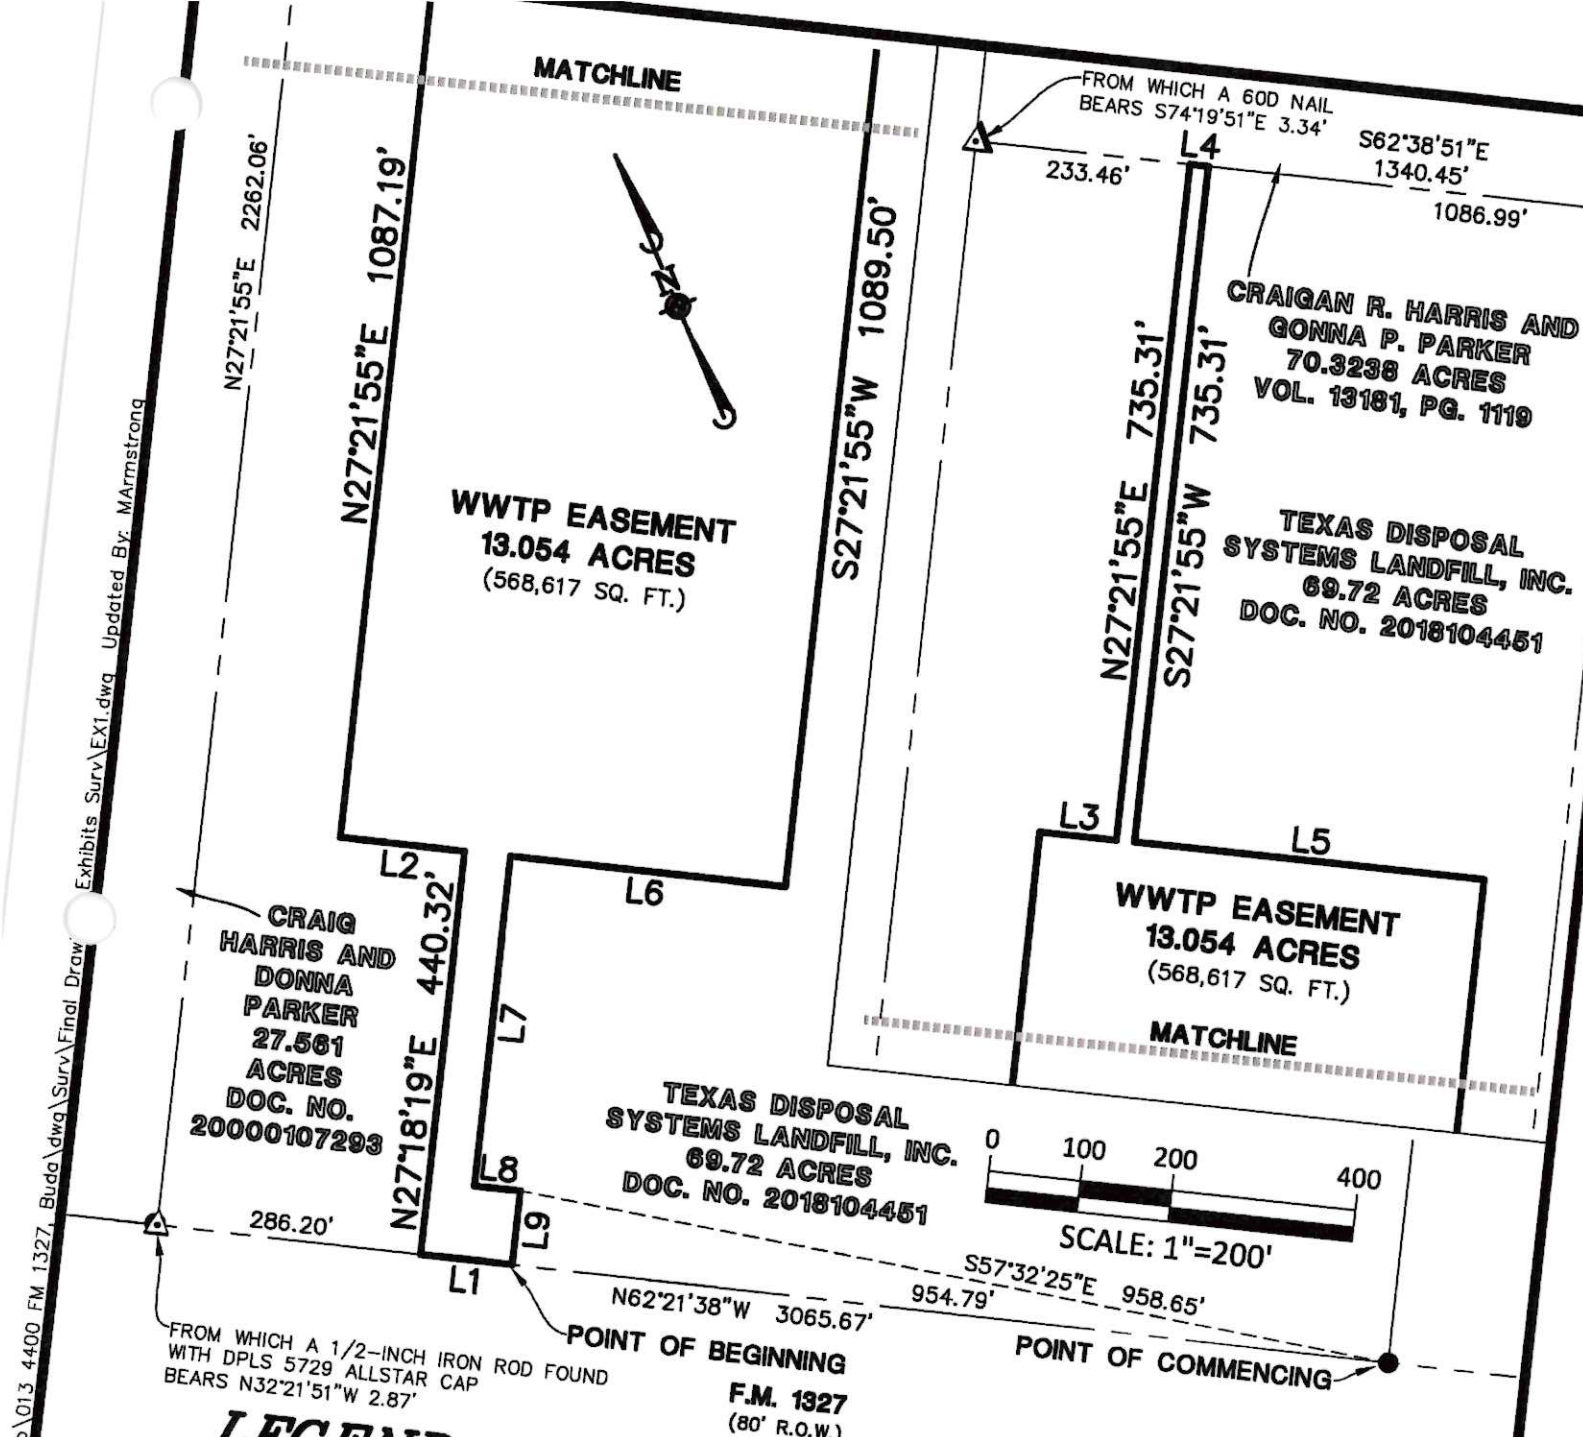 MATCHLINE
FROM WHICH A 60D NAIL
BEARS S74°19'51"E 3.34'
L4
S62°38'51"E
1340.45'
233.46'
1086.99'
N27°21'55"E 2262.06'
N27°21'55"E 1087.19'
N
S27°21'55"W 1089.50'
N27°21'55"E 735.31'
S27°21'55"W 735.31'
CRAIGAN R. HARRIS AND
GONNA P. PARKER
70.3238 ACRES
VOL. 13181, PG. 1119
WWTP EASEMENT
13.054 ACRES
(568,617 SQ. FT.)
TEXAS DISPOSAL
SYSTEMS LANDFILL, INC.
69.72 ACRES
DOC. NO. 2018104451
L3
L5
L2
L6
WWTP EASEMENT
13.054 ACRES
(568,617 SQ. FT.)
MATCHLINE
CRAIG
HARRIS AND
DONNA
PARKER
27.561
ACRES
DOC. NO.
20000107293
N27°18'19"E 440.32'
L7
L8
L9
TEXAS DISPOSAL
SYSTEMS LANDFILL, INC.
69.72 ACRES
DOC. NO. 2018104451
0 100 200 400
SCALE: 1"=200'
286.20'
L1
S57°32'25"E 958.65'
N62°21'38"W 3065.67'
954.79'
POINT OF BEGINNING
POINT OF COMMENCING
F.M. 1327
(80' R.O.W.)
FROM WHICH A 1/2-INCH IRON ROD FOUND
WITH DPLS 5729 ALLSTAR CAP
BEARS N32°21'51"W 2.87'
LEGEND
\013 4400 FM 1327, Buda\dwg\Surv\Final Draw Exhibits Surv\EX1.dwg Updated By: MArmstrong